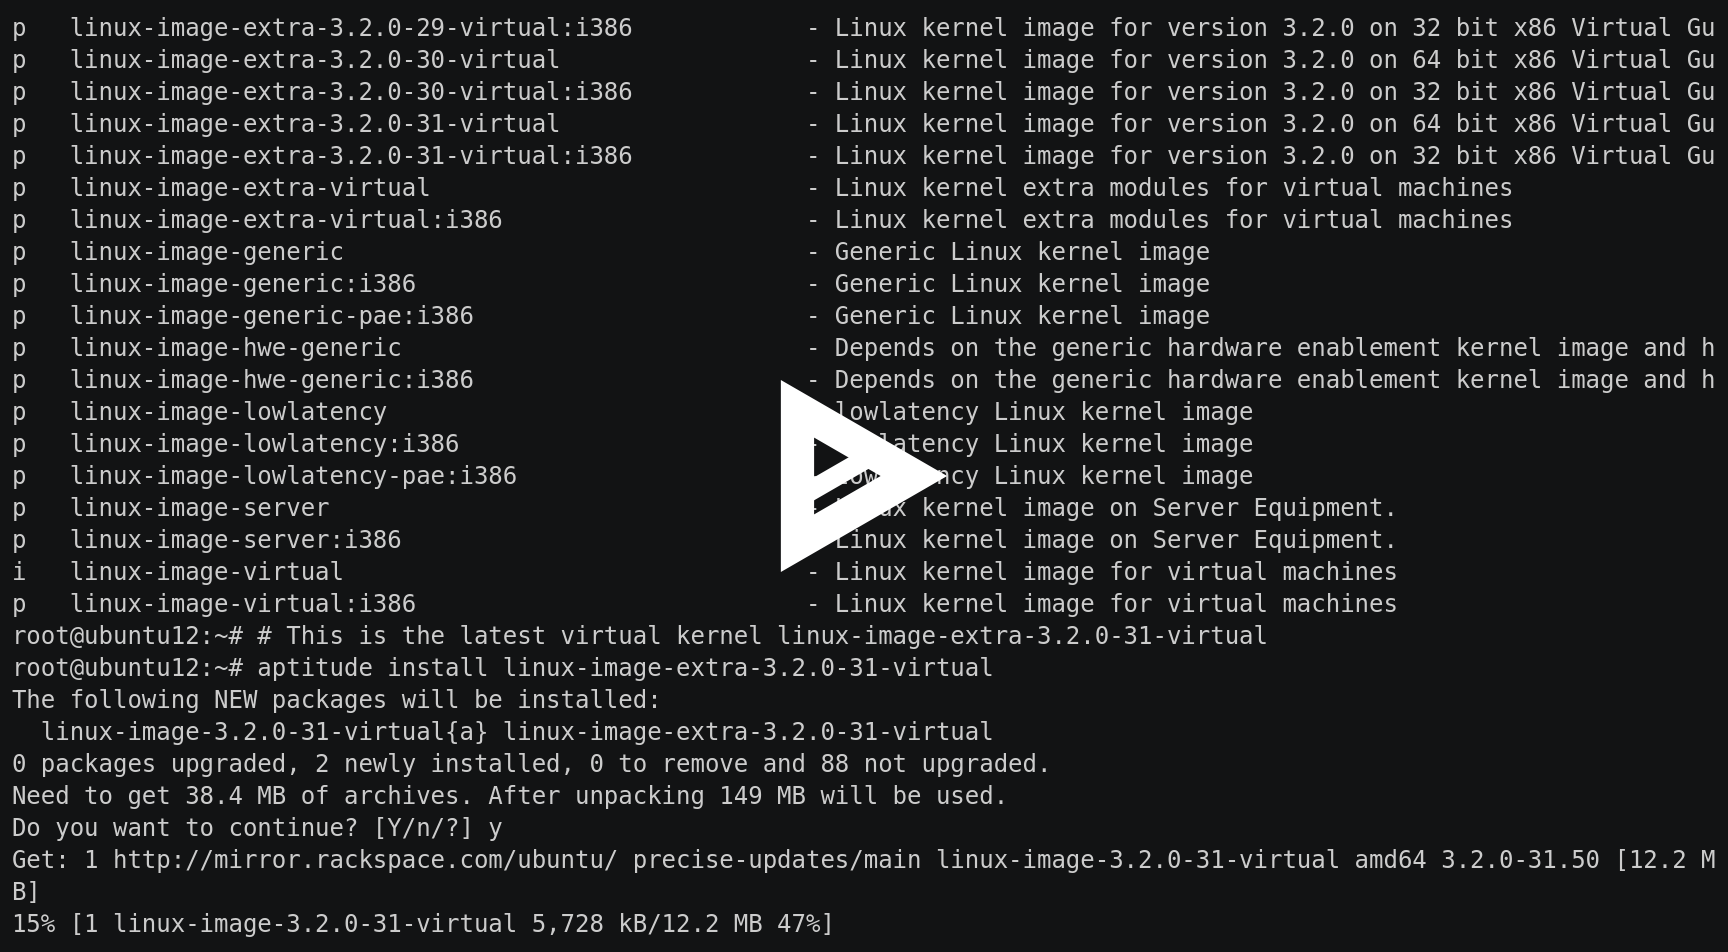 p   linux-image-extra-3.2.0-29-virtual:i386            - Linux kernel image for version 3.2.0 on 32 bit x86 Virtual Gu
p   linux-image-extra-3.2.0-30-virtual                 - Linux kernel image for version 3.2.0 on 64 bit x86 Virtual Gu
p   linux-image-extra-3.2.0-30-virtual:i386            - Linux kernel image for version 3.2.0 on 32 bit x86 Virtual Gu
p   linux-image-extra-3.2.0-31-virtual                 - Linux kernel image for version 3.2.0 on 64 bit x86 Virtual Gu
p   linux-image-extra-3.2.0-31-virtual:i386            - Linux kernel image for version 3.2.0 on 32 bit x86 Virtual Gu
p   linux-image-extra-virtual                          - Linux kernel extra modules for virtual machines
p   linux-image-extra-virtual:i386                     - Linux kernel extra modules for virtual machines
p   linux-image-generic                                - Generic Linux kernel image
p   linux-image-generic:i386                           - Generic Linux kernel image
p   linux-image-generic-pae:i386                       - Generic Linux kernel image
p   linux-image-hwe-generic                            - Depends on the generic hardware enablement kernel image and h
p   linux-image-hwe-generic:i386                       - Depends on the generic hardware enablement kernel image and h
p   linux-image-lowlatency                             lowlatency Linux kernel image
p   linux-image-lowlatency:i386                        - lowlatency Linux kernel image
p   linux-image-lowlatency-pae:i386                    lowlatency Linux kernel image
p   linux-image-server                                 - Linux kernel image on Server Equipment.
p   linux-image-server:i386                            Linux kernel image on Server Equipment.
i   linux-image-virtual                                - Linux kernel image for virtual machines
p   linux-image-virtual:i386                           - Linux kernel image for virtual machines
root@ubuntu12:~# # This is the latest virtual kernel linux-image-extra-3.2.0-31-virtual
root@ubuntu12:~# aptitude install linux-image-extra-3.2.0-31-virtual
The following NEW packages will be installed:
  linux-image-3.2.0-31-virtual{a} linux-image-extra-3.2.0-31-virtual
0 packages upgraded, 2 newly installed, 0 to remove and 88 not upgraded.
Need to get 38.4 MB of archives. After unpacking 149 MB will be used.
Do you want to continue? [Y/n/?] y
Get: 1 http://mirror.rackspace.com/ubuntu/ precise-updates/main linux-image-3.2.0-31-virtual amd64 3.2.0-31.50 [12.2 M
B]
15% [1 linux-image-3.2.0-31-virtual 5,728 kB/12.2 MB 47%]